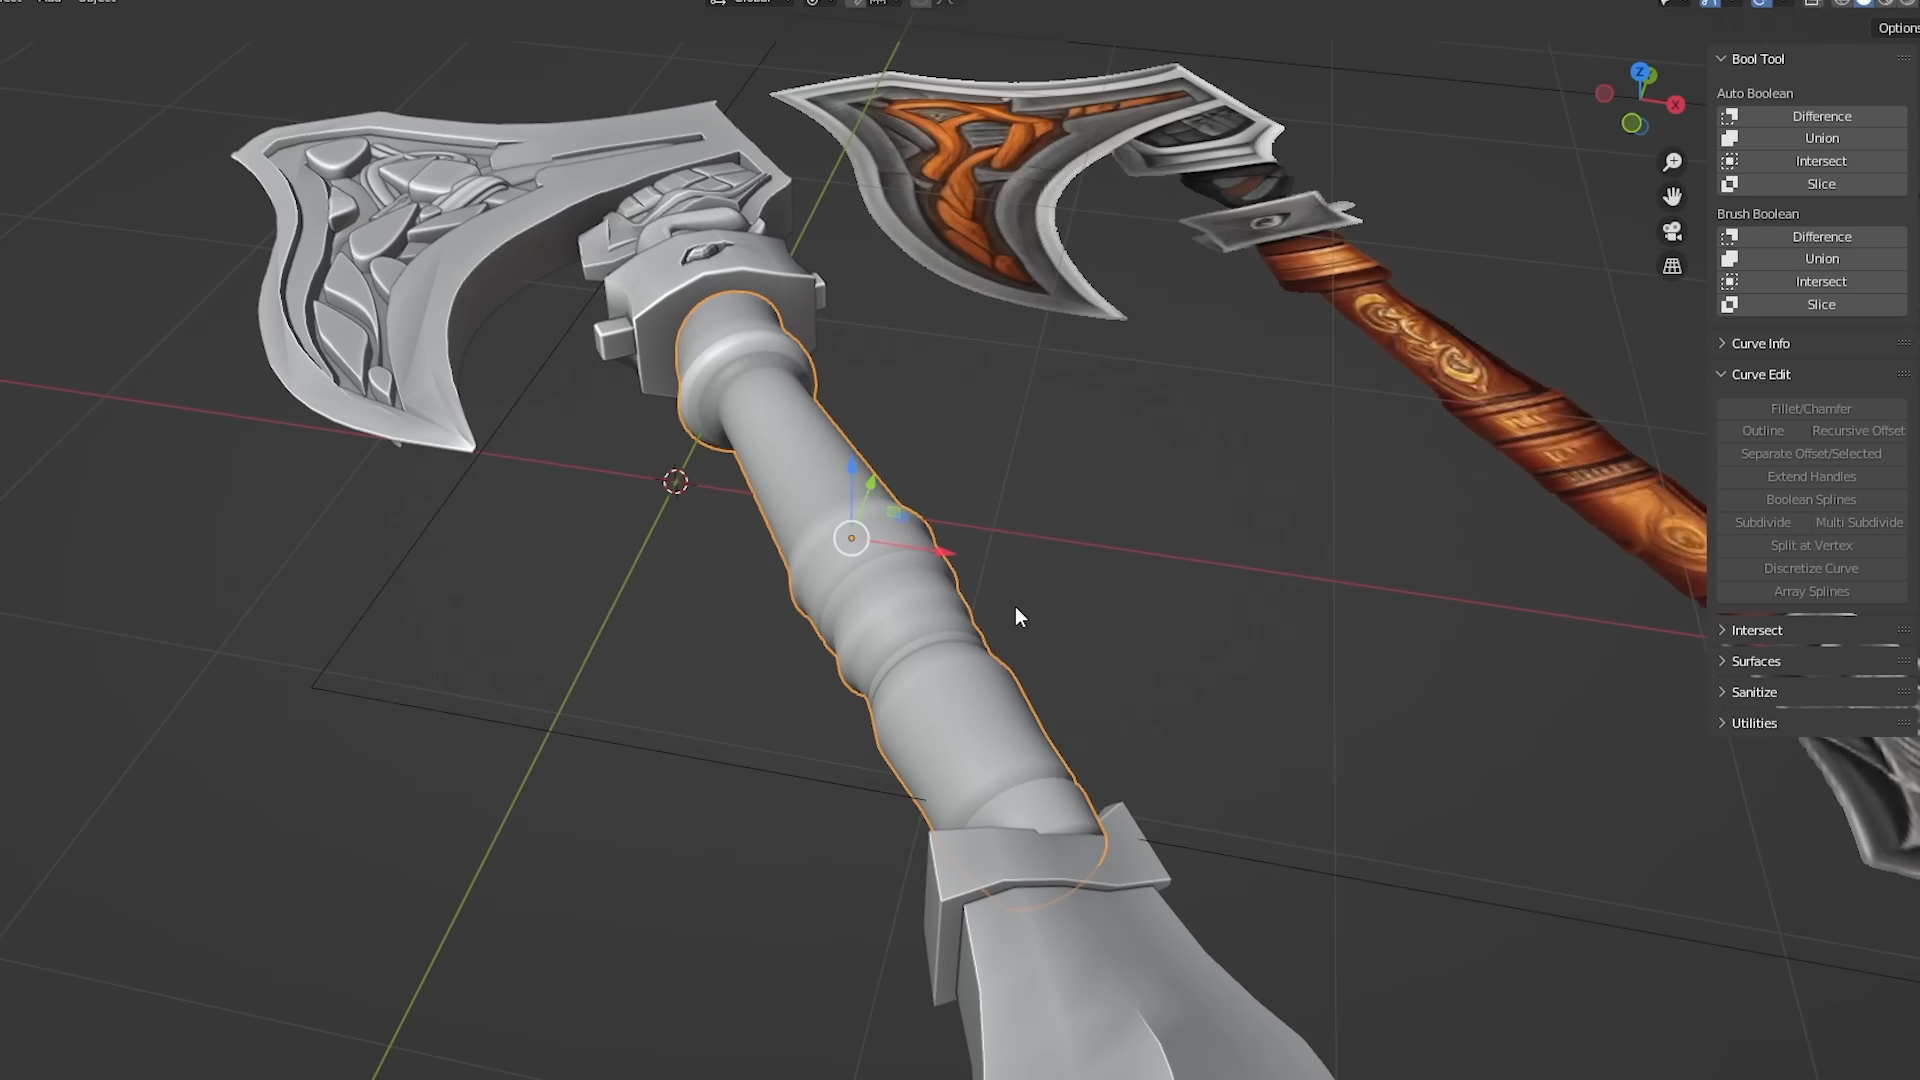 Object
Global
Options
Z
X
Bool Tool
Auto Boolean
Difference
Union
Intersect
Slice
Brush Boolean
Difference
Union
Intersect
Slice
Curve Info
Curve Edit
Fillet/Chamfer
Outline Recursive Offset
Separate Offset/Selected
Extend Handles
Boolean Splines
Subdivide Multi Subdivide
Split at Vertex
Discretize Curve
Array Splines
Intersect
Surfaces
Sanitize
Utilities